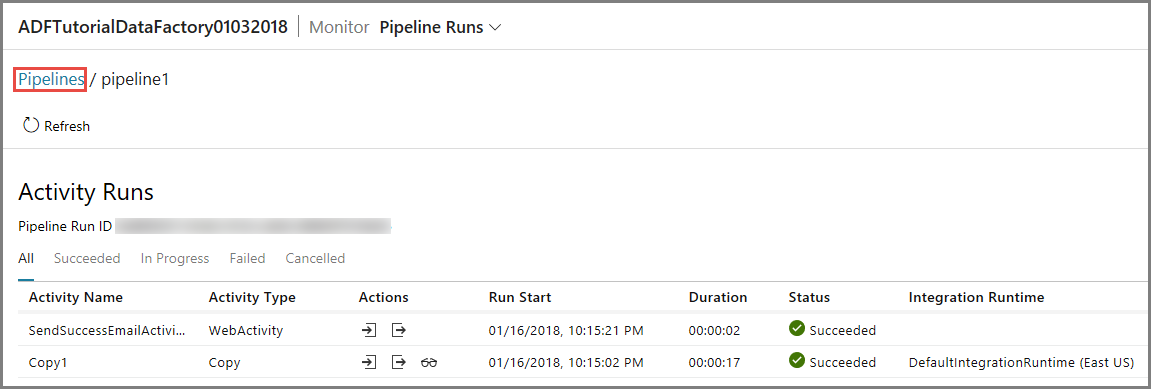 ADFTutorialDataFactory01032018 Monitor Pipeline Runs
Pipelines / pipeline1
Refresh
Activity Runs
Pipeline Run ID
All Succeeded In Progress Failed Cancelled
Activity Name Activity Type Actions Run Start Duration Status Integration Runtime
SendSuccessEmailActivi... WebActivity 01/16/2018, 10:15:21 PM 00:00:02 Succeeded
Copy1 Copy 01/16/2018, 10:15:02 PM 00:00:17 Succeeded DefaultIntegrationRuntime (East US)